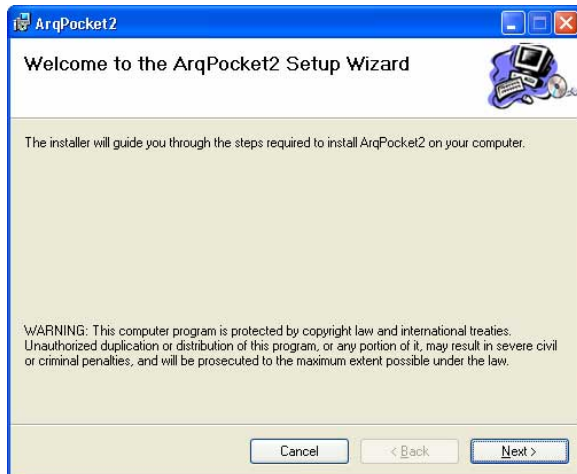 ArqPocket2
Welcome to the ArqPocket2 Setup Wizard
The installer will guide you through the steps required to install ArqPocket2 on your computer.
WARNING: This computer program is protected by copyright law and international treaties.
Unauthorized duplication or distribution of this program, or any portion of it, may result in severe civil
or criminal penalties, and will be prosecuted to the maximum extent possible under the law.
Cancel < Back Next >